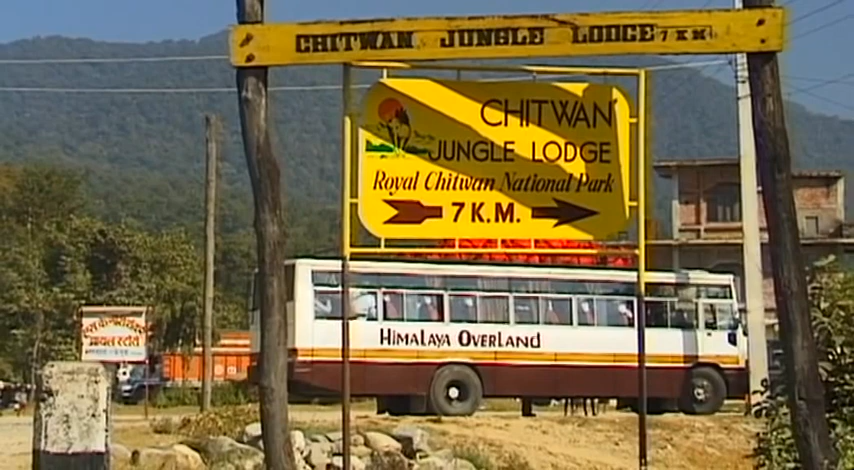 CHITWAN JUNGLE LODGE 7 KM
CHITWAN
JUNGLE LODGE
Royal Chitwan National Park
7 K.M.
HIMALAYA OVERLAND